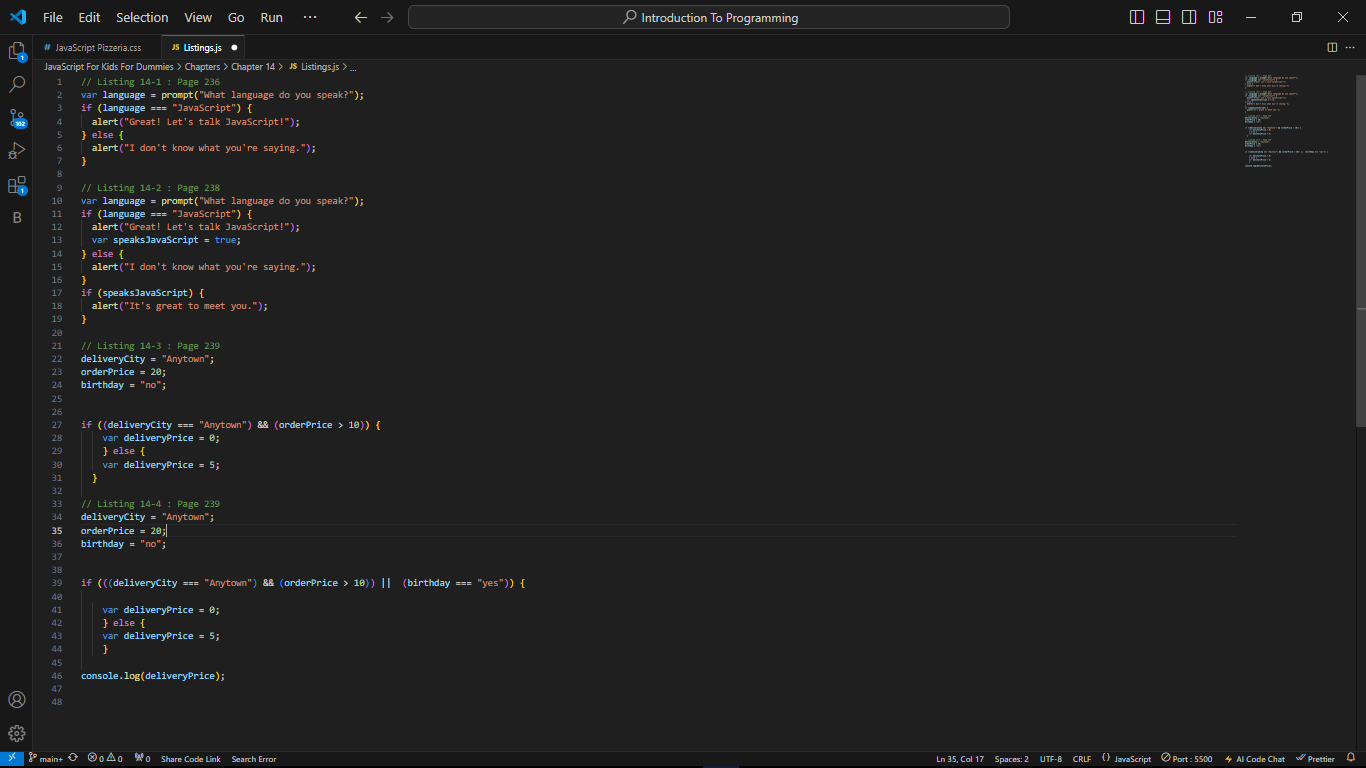 File Edit Selection View Go Run ··· Introduction To Programming
# JavaScript Pizzeria.css JS Listings.js
JavaScript For Kids For Dummies > Chapters > Chapter 14 > JS Listings.js > ...
1 // Listing 14-1 : Page 236
2 var language = prompt("What language do you speak?");
3 if (language === "JavaScript") {
4 alert("Great! Let's talk JavaScript!");
5 } else {
6 alert("I don't know what you're saying.");
7 }
8
9 // Listing 14-2 : Page 238
10 var language = prompt("What language do you speak?");
11 if (language === "JavaScript") {
12 alert("Great! Let's talk JavaScript!");
13 var speaksJavaScript = true;
14 } else {
15 alert("I don't know what you're saying.");
16 }
17 if (speaksJavaScript) {
18 alert("It's great to meet you.");
19 }
20
21 // Listing 14-3 : Page 239
22 deliveryCity = "Anytown";
23 orderPrice = 20;
24 birthday = "no";
25
26
27 if ((deliveryCity === "Anytown") && (orderPrice > 10)) {
28 var deliveryPrice = 0;
29 } else {
30 var deliveryPrice = 5;
31 }
32
33 // Listing 14-4 : Page 239
34 deliveryCity = "Anytown";
35 orderPrice = 20;
36 birthday = "no";
37
38
39 if (((deliveryCity === "Anytown") && (orderPrice > 10)) || (birthday === "yes")) {
40
41 var deliveryPrice = 0;
42 } else {
43 var deliveryPrice = 5;
44 }
45
46 console.log(deliveryPrice);
47
48
1
102
1
B
main+ 0 0 0 Share Code Link Search Error Ln 35, Col 17 Spaces: 2 UTF-8 CRLF {} JavaScript Port : 5500 AI Code Chat Prettier